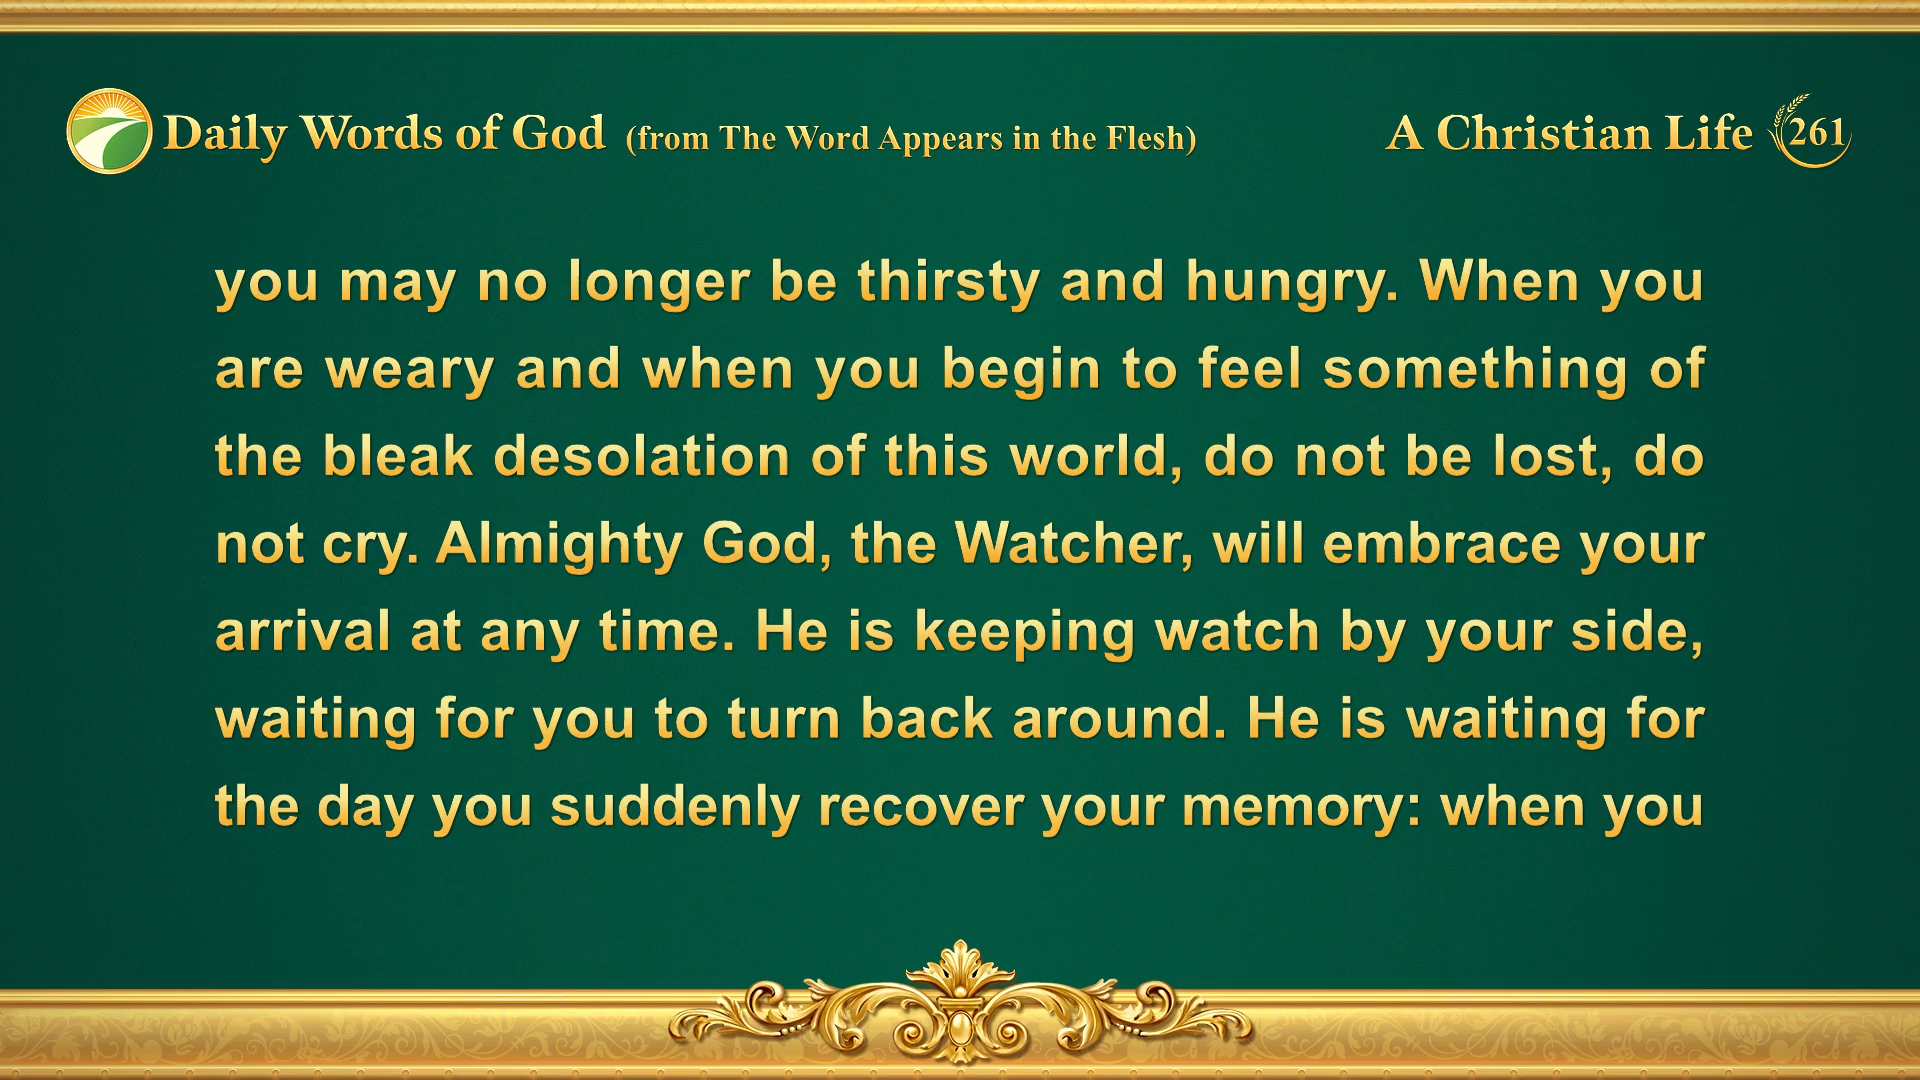 Daily Words of God (from The Word Appears in the Flesh)
A Christian Life 261
you may no longer be thirsty and hungry. When you
are weary and when you begin to feel something of
the bleak desolation of this world, do not be lost, do
not cry. Almighty God, the Watcher, will embrace your
arrival at any time. He is keeping watch by your side,
waiting for you to turn back around. He is waiting for
the day you suddenly recover your memory: when you